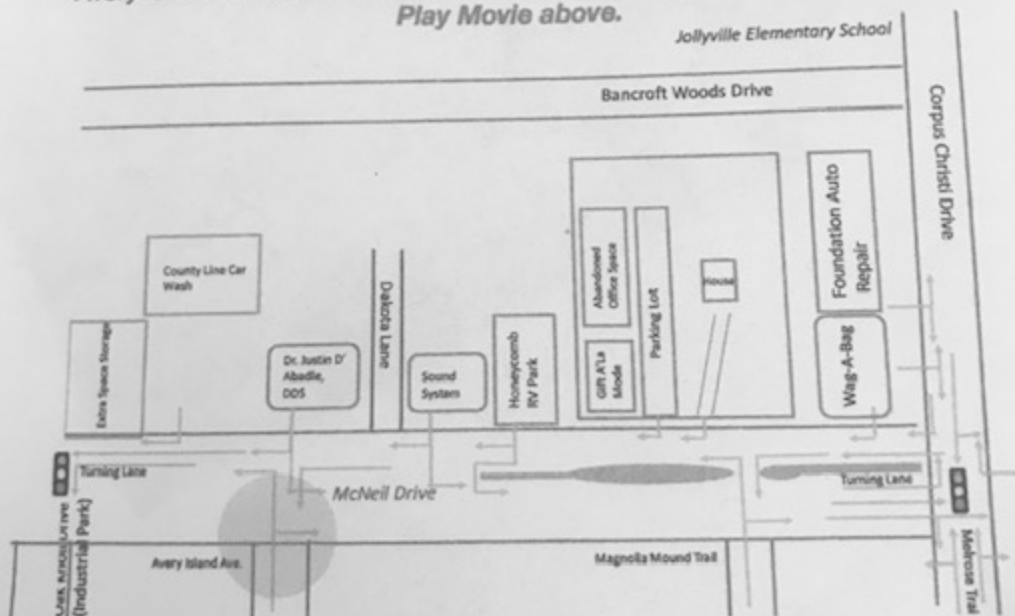 Play Movie above.
Jollyville Elementary School
Bancroft Woods Drive
Corpus Christi Drive
County Line Car
Wash
Extra Space Storage
Dr. Justin D'
Abadie,
DDS
Dakota Lane
Sound
System
Honeycomb
RV Park
Abandoned
Office Space
Gift A'La
Mode
Parking Lot
House
Foundation Auto
Repair
Wag-A-Bag
Turning Lane
McNeil Drive
Turning Lane
(Industrial Park)
Avery Island Ave.
Magnolia Mound Trail
Melrose Trai